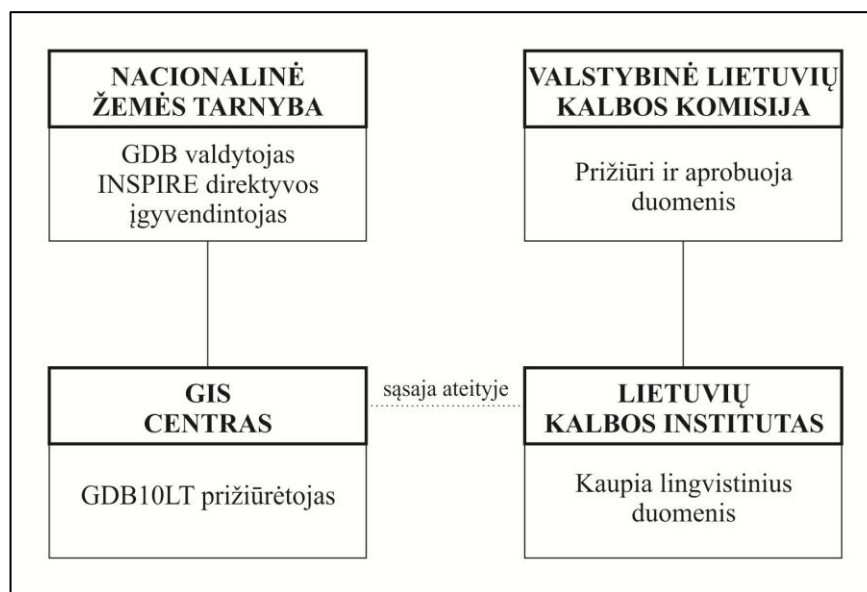 NACIONALINĖ
ŽEMĖS TARNYBA
GDB valdytojas
INSPIRE direktyvos
įgyvendintojas
VALSTYBINĖ LIETUVIŲ
KALBOS KOMISIJA
Prižiūri ir aprobuoja
duomenis
GIS
CENTRAS
GDB10LT prižiūrėtojas
sąsaja ateityje
LIETUVIŲ
KALBOS INSTITUTAS
Kaupia lingvistinius
duomenis